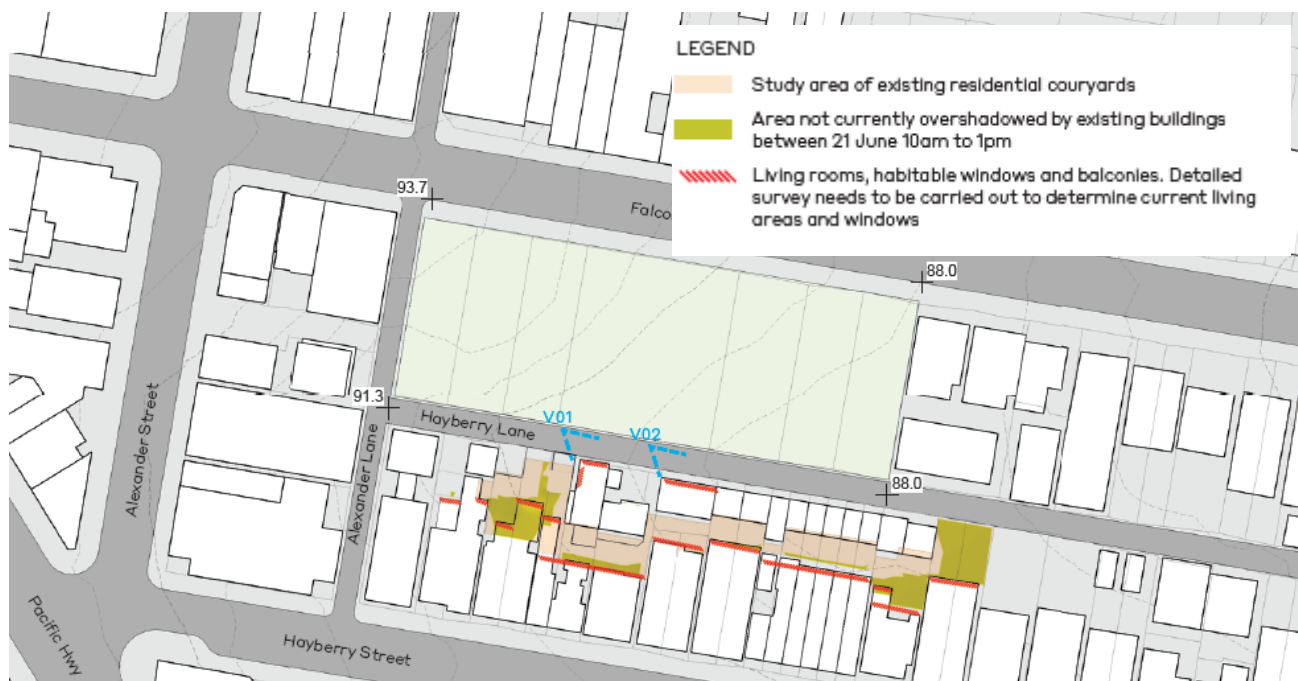 LEGEND
Study area of existing residential couryards
Area not currently overshadowed by existing buildings
between 21 June 10am to 1pm
Living rooms, habitable windows and balconies. Detailed
survey needs to be carried out to determine current living
areas and windows
93.7
Falco
88.0
91.3
Hayberry Lane
V01
V02
88.0
Alexander Street
Alexander Lane
Pacific Hwy
Hayberry Street